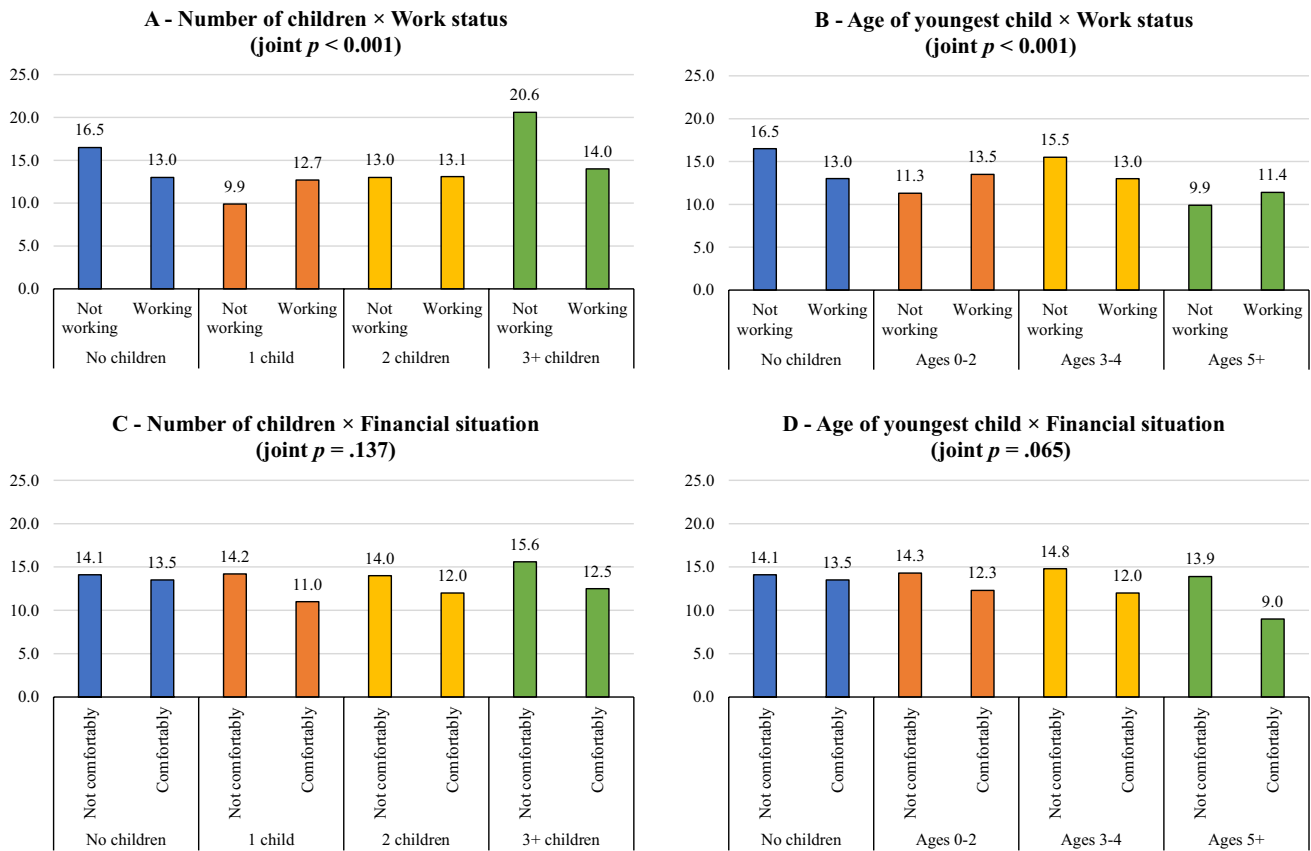 A - Number of children × Work status
(joint p < 0.001)
25.0
20.0
15.0
10.0
5.0
0.0
16.5
13.0
9.9
12.7
13.0
13.1
20.6
14.0
Not working
Working
Not working
Working
Not working
Working
Not working
Working
No children
1 child
2 children
3+ children
B - Age of youngest child × Work status
(joint p < 0.001)
25.0
20.0
15.0
10.0
5.0
0.0
16.5
13.0
11.3
13.5
15.5
13.0
9.9
11.4
Not working
Working
Not working
Working
Not working
Working
Not working
Working
No children
Ages 0-2
Ages 3-4
Ages 5+
C - Number of children × Financial situation
(joint p = .137)
25.0
20.0
15.0
10.0
5.0
0.0
14.1
13.5
14.2
11.0
14.0
12.0
15.6
12.5
Not comfortably
Comfortably
Not comfortably
Comfortably
Not comfortably
Comfortably
Not comfortably
Comfortably
No children
1 child
2 children
3+ children
D - Age of youngest child × Financial situation
(joint p = .065)
25.0
20.0
15.0
10.0
5.0
0.0
14.1
13.5
14.3
12.3
14.8
12.0
13.9
9.0
Not comfortably
Comfortably
Not comfortably
Comfortably
Not comfortably
Comfortably
Not comfortably
Comfortably
No children
Ages 0-2
Ages 3-4
Ages 5+